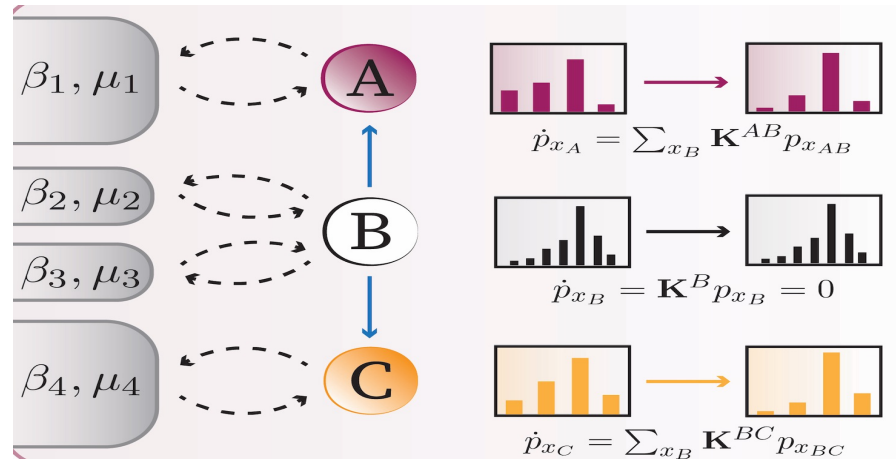 β₁, μ₁
A
ṗ_{x_A} = ∑_{x_B} K^{AB} p_{x_{AB}}
β₂, μ₂
B
β₃, μ₃
ṗ_{x_B} = K^B p_{x_B} = 0
β₄, μ₄
C
ṗ_{x_C} = ∑_{x_B} K^{BC} p_{x_{BC}}